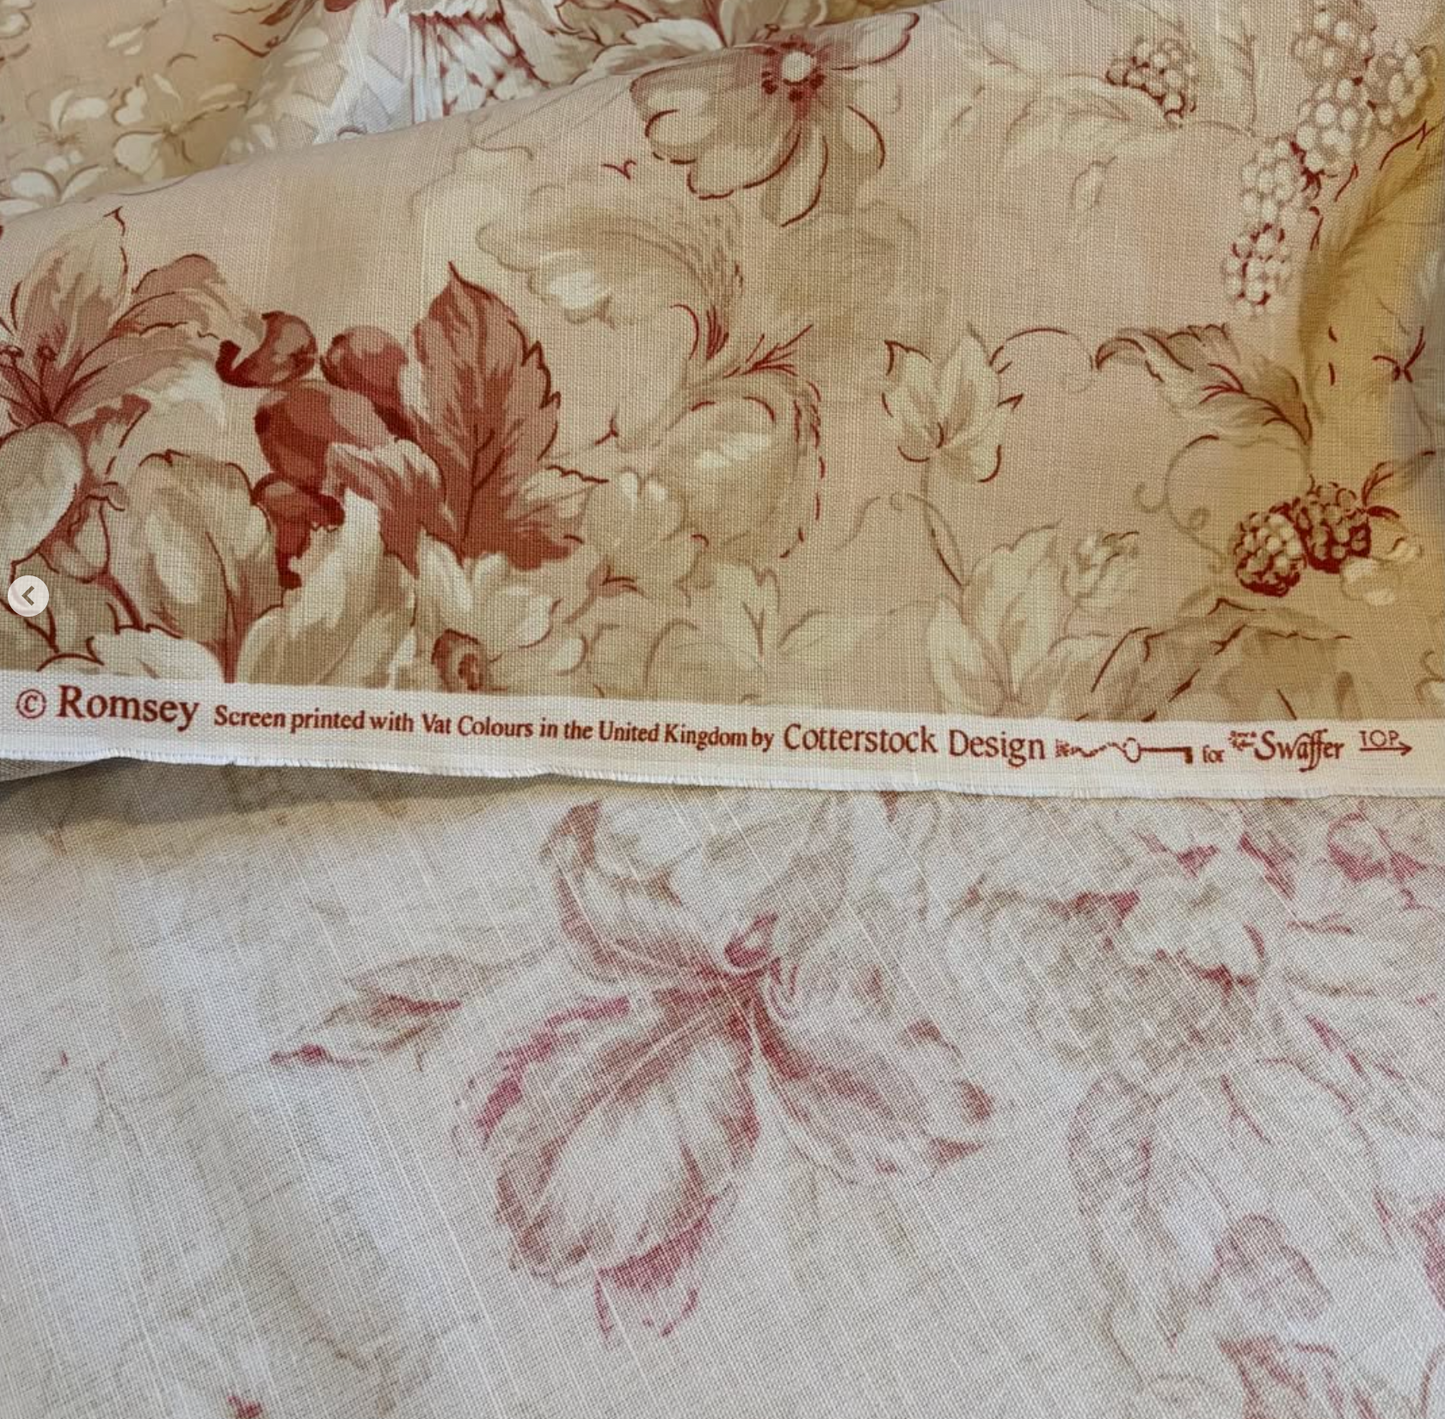 © Romsey Screen printed with Vat Colours in the United Kingdom by Cotterstock Design for Swaffer TOP